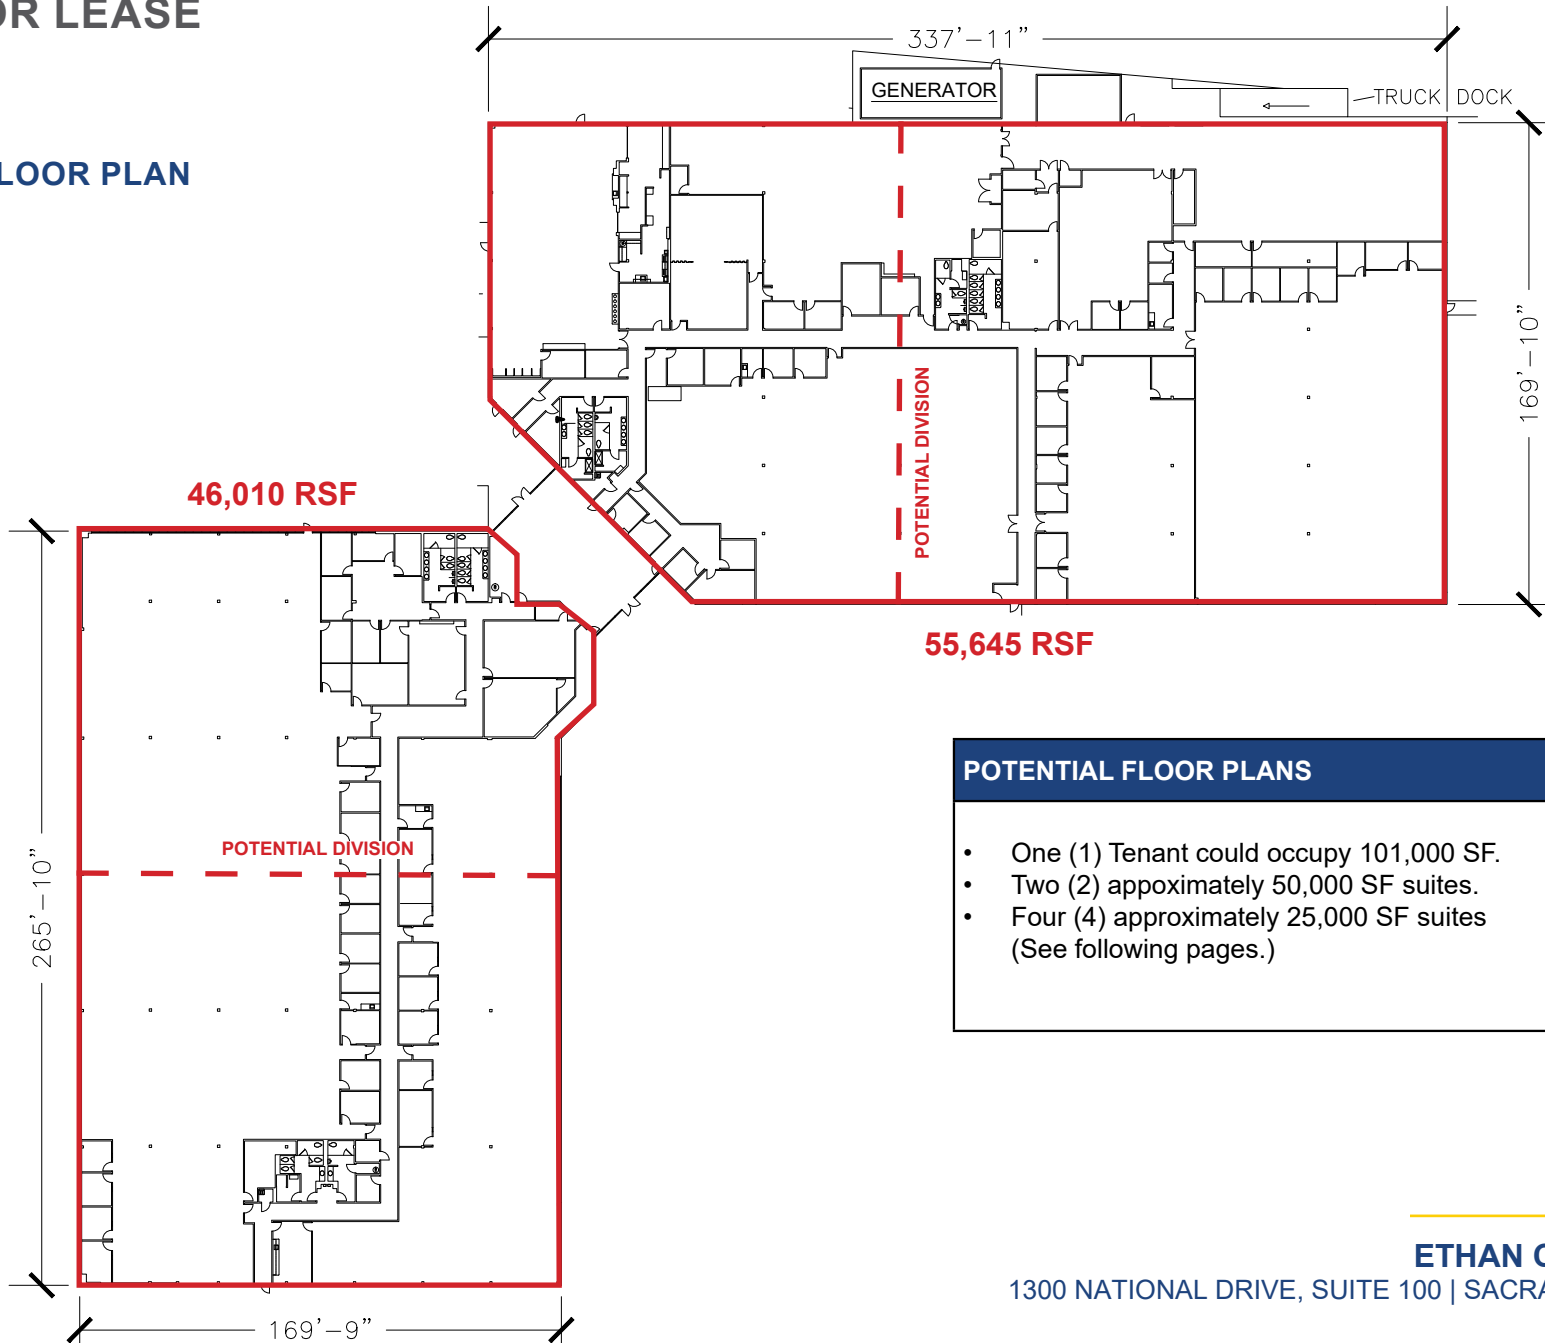 OR LEASE
337'-11"
GENERATOR
TRUCK DOCK
LOOR PLAN
169'-10"
POTENTIAL DIVISION
46,010 RSF
55,645 RSF
POTENTIAL FLOOR PLANS
• One (1) Tenant could occupy 101,000 SF.
• Two (2) appoximately 50,000 SF suites.
• Four (4) approximately 25,000 SF suites
(See following pages.)
POTENTIAL DIVISION
265'-10"
169'-9"
ETHAN C
1300 NATIONAL DRIVE, SUITE 100 | SACRA